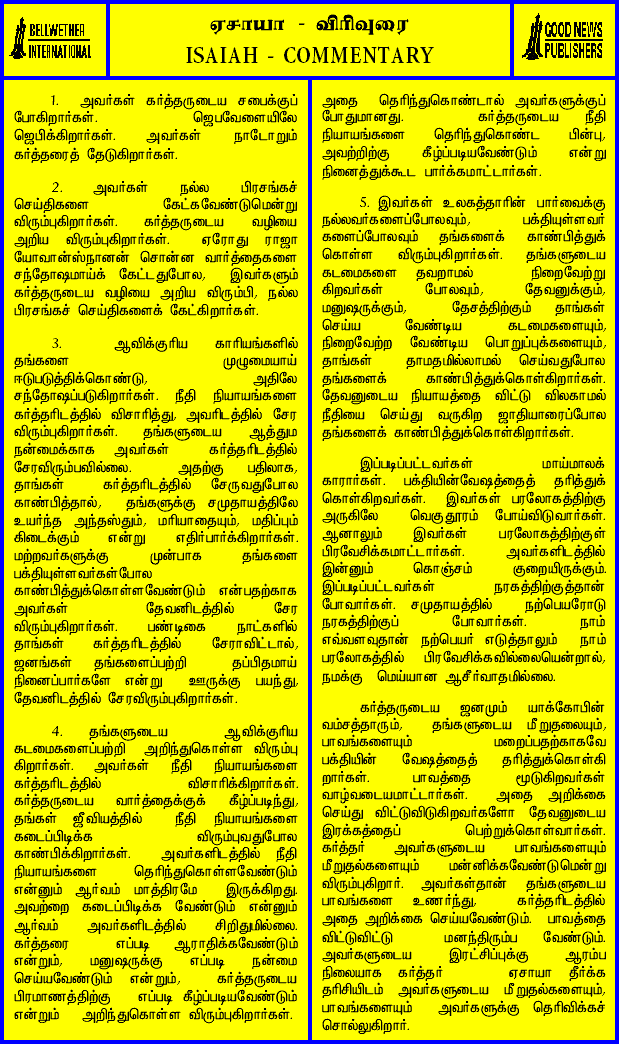 BELLWETHER
INTERNATIONAL
ஏசாயா - விரிவுரை
ISAIAH - COMMENTARY
GOOD NEWS
PUBLISHERS
1. அவர்கள் கர்த்தருடைய சபைக்குப்
போகிறார்கள். ஜெபவேளையிலே
ஜெபிக்கிறார்கள். அவர்கள் நாடோறும்
கர்த்தரைத் தேடுகிறார்கள்.
2. அவர்கள் நல்ல பிரசங்கச்
செய்திகளை கேட்கவேண்டுமென்று
விரும்புகிறார்கள். கர்த்தருடைய வழியை
அறிய விரும்புகிறார்கள். ஏரோது ராஜா
யோவான்ஸ்நானன் சொன்ன வார்த்தைகளை
சந்தோஷமாய்க் கேட்டதுபோல, இவர்களும்
கர்த்தருடைய வழியை அறிய விரும்பி, நல்ல
பிரசங்கச் செய்திகளைக் கேட்கிறார்கள்.
3. ஆவிக்குரிய காரியங்களில்
தங்களை முழுமையாய்
ஈடுபடுத்திக்கொண்டு, அதிலே
சந்தோஷப்படுகிறார்கள். நீதி நியாயங்களை
கர்த்தரிடத்தில் விசாரித்து, அவரிடத்தில் சேர
விரும்புகிறார்கள். தங்களுடைய ஆத்தும
நன்மைக்காக அவர்கள் கர்த்தரிடத்தில்
சேரவிரும்பவில்லை. அதற்கு பதிலாக,
தாங்கள் கர்த்தரிடத்தில் சேருவதுபோல
காண்பித்தால், தங்களுக்கு சமுதாயத்திலே
உயர்ந்த அந்தஸ்தும், மரியாதையும், மதிப்பும்
கிடைக்கும் என்று எதிர்பார்க்கிறார்கள்.
மற்றவர்களுக்கு முன்பாக தங்களை
பக்தியுள்ளவர்கள்போல
காண்பித்துக்கொள்ளவேண்டும் என்பதற்காக
அவர்கள் தேவனிடத்தில் சேர
விரும்புகிறார்கள். பண்டிகை நாட்களில்
தாங்கள் கர்த்தரிடத்தில் சேராவிட்டால்,
ஜனங்கள் தங்களைப்பற்றி தப்பிதமாய்
நினைப்பார்களே என்று ஊருக்கு பயந்து,
தேவனிடத்தில் சேரவிரும்புகிறார்கள்.
4. தங்களுடைய ஆவிக்குரிய
கடமைகளைப்பற்றி அறிந்துகொள்ள விரும்பு
கிறார்கள். அவர்கள் நீதி நியாயங்களை
கர்த்தரிடத்தில் விசாரிக்கிறார்கள்.
கர்த்தருடைய வார்த்தைக்குக் கீழ்ப்படிந்து,
தங்கள் ஜீவியத்தில் நீதி நியாயங்களை
கடைப்பிடிக்க விரும்புவதுபோல
காண்பிக்கிறார்கள். அவர்களிடத்தில் நீதி
நியாயங்களை தெரிந்துகொள்ளவேண்டும்
என்னும் ஆர்வம் மாத்திரமே இருக்கிறது.
அவற்றை கடைப்பிடிக்க வேண்டும் என்னும்
ஆர்வம் அவர்களிடத்தில் சிறிதுமில்லை.
கர்த்தரை எப்படி ஆராதிக்கவேண்டும்
என்றும், மனுஷருக்கு எப்படி நன்மை
செய்யவேண்டும் என்றும், கர்த்தருடைய
பிரமாணத்திற்கு எப்படி கீழ்ப்படியவேண்டும்
என்றும் அறிந்துகொள்ள விரும்புகிறார்கள்.
அதை தெரிந்துகொண்டால் அவர்களுக்குப்
போதுமானது. கர்த்தருடைய நீதி
நியாயங்களை தெரிந்துகொண்ட பின்பு,
அவற்றிற்கு கீழ்ப்படியவேண்டும் என்று
நினைத்துக்கூட பார்க்கமாட்டார்கள்.
5. இவர்கள் உலகத்தாரின் பார்வைக்கு
நல்லவர்களைப்போலவும், பக்தியுள்ளவர்
களைப்போலவும் தங்களைக் காண்பித்துக்
கொள்ள விரும்புகிறார்கள். தங்களுடைய
கடமைகளை தவறாமல் நிறைவேற்று
கிறவர்கள் போலவும், தேவனுக்கும்,
மனுஷருக்கும், தேசத்திற்கும் தாங்கள்
செய்ய வேண்டிய கடமைகளையும்,
நிறைவேற்ற வேண்டிய பொறுப்புக்களையும்,
தாங்கள் தாமதமில்லாமல் செய்வதுபோல
தங்களைக் காண்பித்துக்கொள்கிறார்கள்.
தேவனுடைய நியாயத்தை விட்டு விலகாமல்
நீதியை செய்து வருகிற ஜாதியாரைப்போல
தங்களைக் காண்பித்துக்கொள்கிறார்கள்.
இப்படிப்பட்டவர்கள் மாய்மாலக்
காரார்கள். பக்தியின்வேஷத்தைத் தரித்துக்
கொள்கிறவர்கள். இவர்கள் பரலோகத்திற்கு
அருகிலே வெகுதூரம் போய்விடுவார்கள்.
ஆனாலும் இவர்கள் பரலோகத்திற்குள்
பிரவேசிக்கமாட்டார்கள். அவர்களிடத்தில்
இன்னும் கொஞ்சம் குறையிருக்கும்.
இப்படிப்பட்டவர்கள் நரகத்திற்குத்தான்
போவார்கள். சமுதாயத்தில் நற்பெயரோடு
நரகத்திற்குப் போவார்கள். நாம்
எவ்வளவுதான் நற்பெயர் எடுத்தாலும் நாம்
பரலோகத்தில் பிரவேசிக்கவில்லையென்றால்,
நமக்கு மெய்யான ஆசீர்வாதமில்லை.
கர்த்தருடைய ஜனமும் யாக்கோபின்
வம்சத்தாரும், தங்களுடைய மீறுதலையும்,
பாவங்களையும் மறைப்பதற்காகவே
பக்தியின் வேஷத்தைத் தரித்துக்கொள்கி
றார்கள். பாவத்தை மூடுகிறவர்கள்
வாழ்வடையமாட்டார்கள். அதை அறிக்கை
செய்து விட்டுவிடுகிறவர்களோ தேவனுடைய
இரக்கத்தைப் பெற்றுக்கொள்வார்கள்.
கர்த்தர் அவர்களுடைய பாவங்களையும்
மீறுதல்களையும் மன்னிக்கவேண்டுமென்று
விரும்புகிறார். அவர்கள்தான் தங்களுடைய
பாவங்களை உணர்ந்து, கர்த்தரிடத்தில்
அதை அறிக்கை செய்யவேண்டும். பாவத்தை
விட்டுவிட்டு மனந்திரும்ப வேண்டும்.
அவர்களுடைய இரட்சிப்புக்கு ஆரம்ப
நிலையாக கர்த்தர் ஏசாயா தீர்க்க
தரிசியிடம் அவர்களுடைய மீறுதல்களையும்,
பாவங்களையும் அவர்களுக்கு தெரிவிக்கச்
சொல்லுகிறார்.